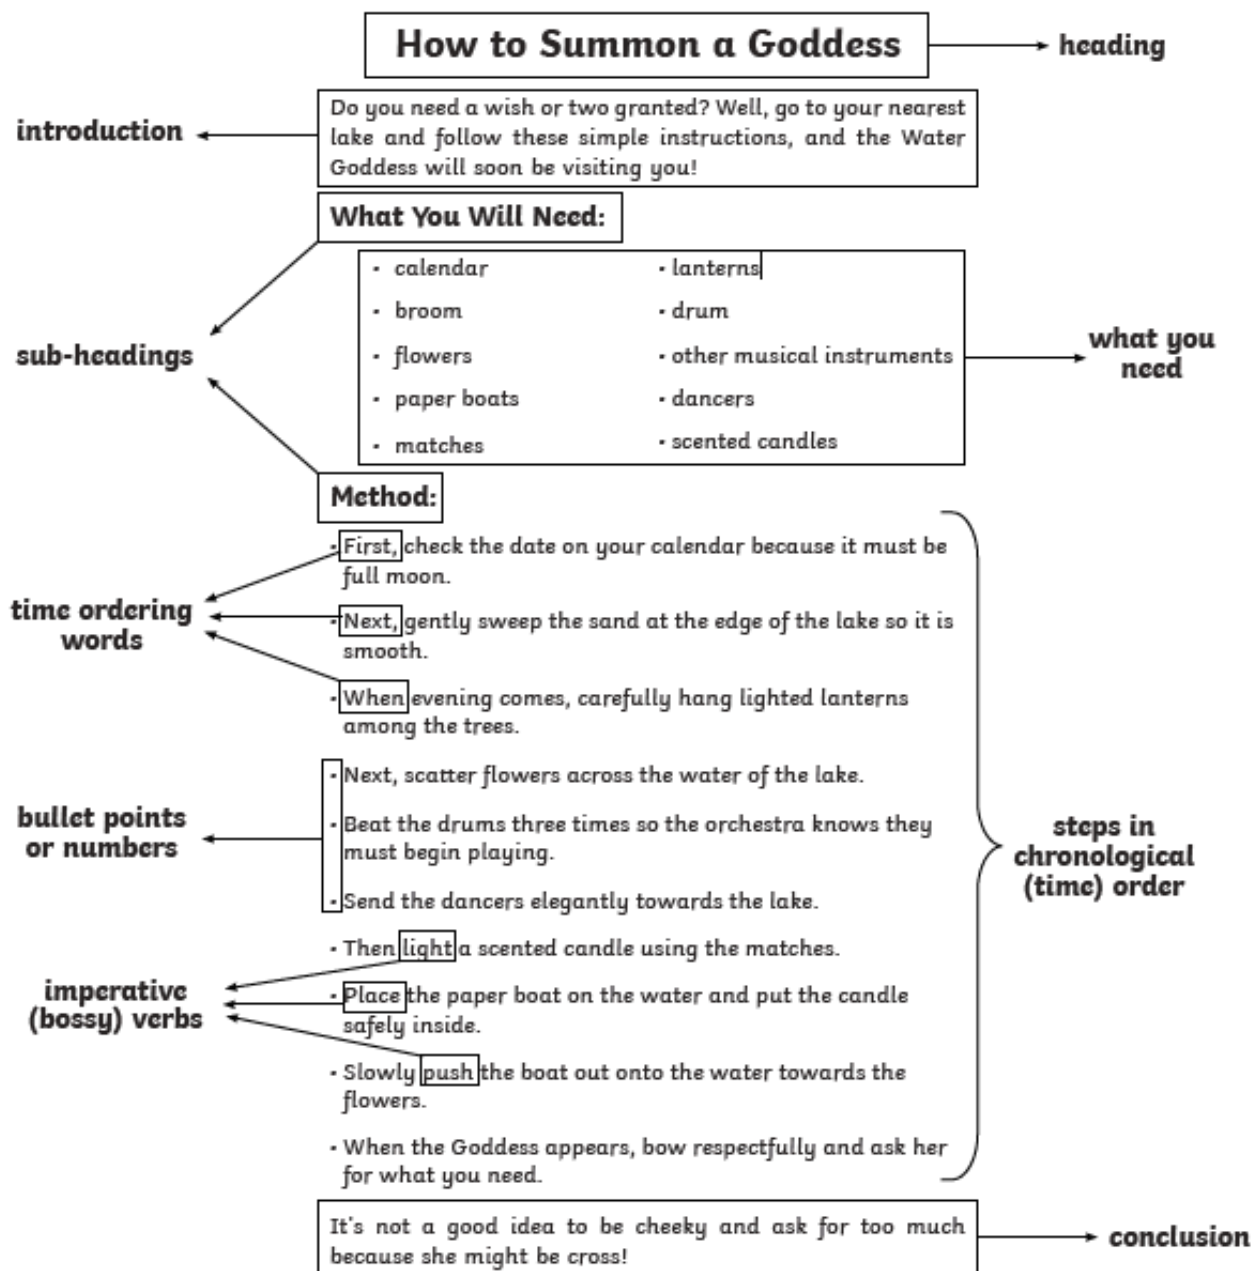 How to Summon a Goddess
heading
introduction
Do you need a wish or two granted? Well, go to your nearest
lake and follow these simple instructions, and the Water
Goddess will soon be visiting you!
What You Will Need:
sub-headings
• calendar
• broom
• flowers
• paper boats
• matches
• lanterns
• drum
• other musical instruments
• dancers
• scented candles
what you
need
Method:
time ordering
words
• First, check the date on your calendar because it must be
full moon.
• Next, gently sweep the sand at the edge of the lake so it is
smooth.
• When evening comes, carefully hang lighted lanterns
among the trees.
bullet points
or numbers
• Next, scatter flowers across the water of the lake.
• Beat the drums three times so the orchestra knows they
must begin playing.
• Send the dancers elegantly towards the lake.
steps in
chronological
(time) order
imperative
(bossy) verbs
• Then light a scented candle using the matches.
• Place the paper boat on the water and put the candle
safely inside.
• Slowly push the boat out onto the water towards the
flowers.
• When the Goddess appears, bow respectfully and ask her
for what you need.
It's not a good idea to be cheeky and ask for too much
because she might be cross!
conclusion